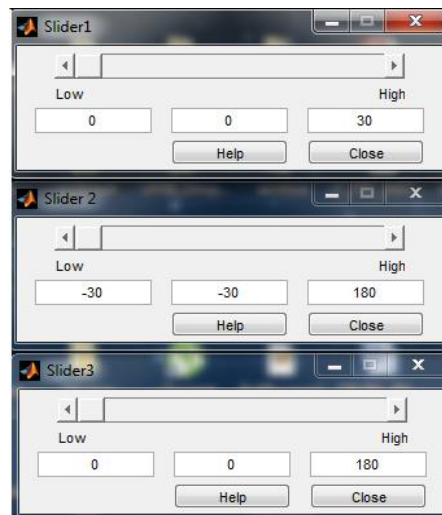 Slider1
Low High
0 0 30
Help Close
Slider 2
Low High
-30 -30 180
Help Close
Slider3
Low High
0 0 180
Help Close